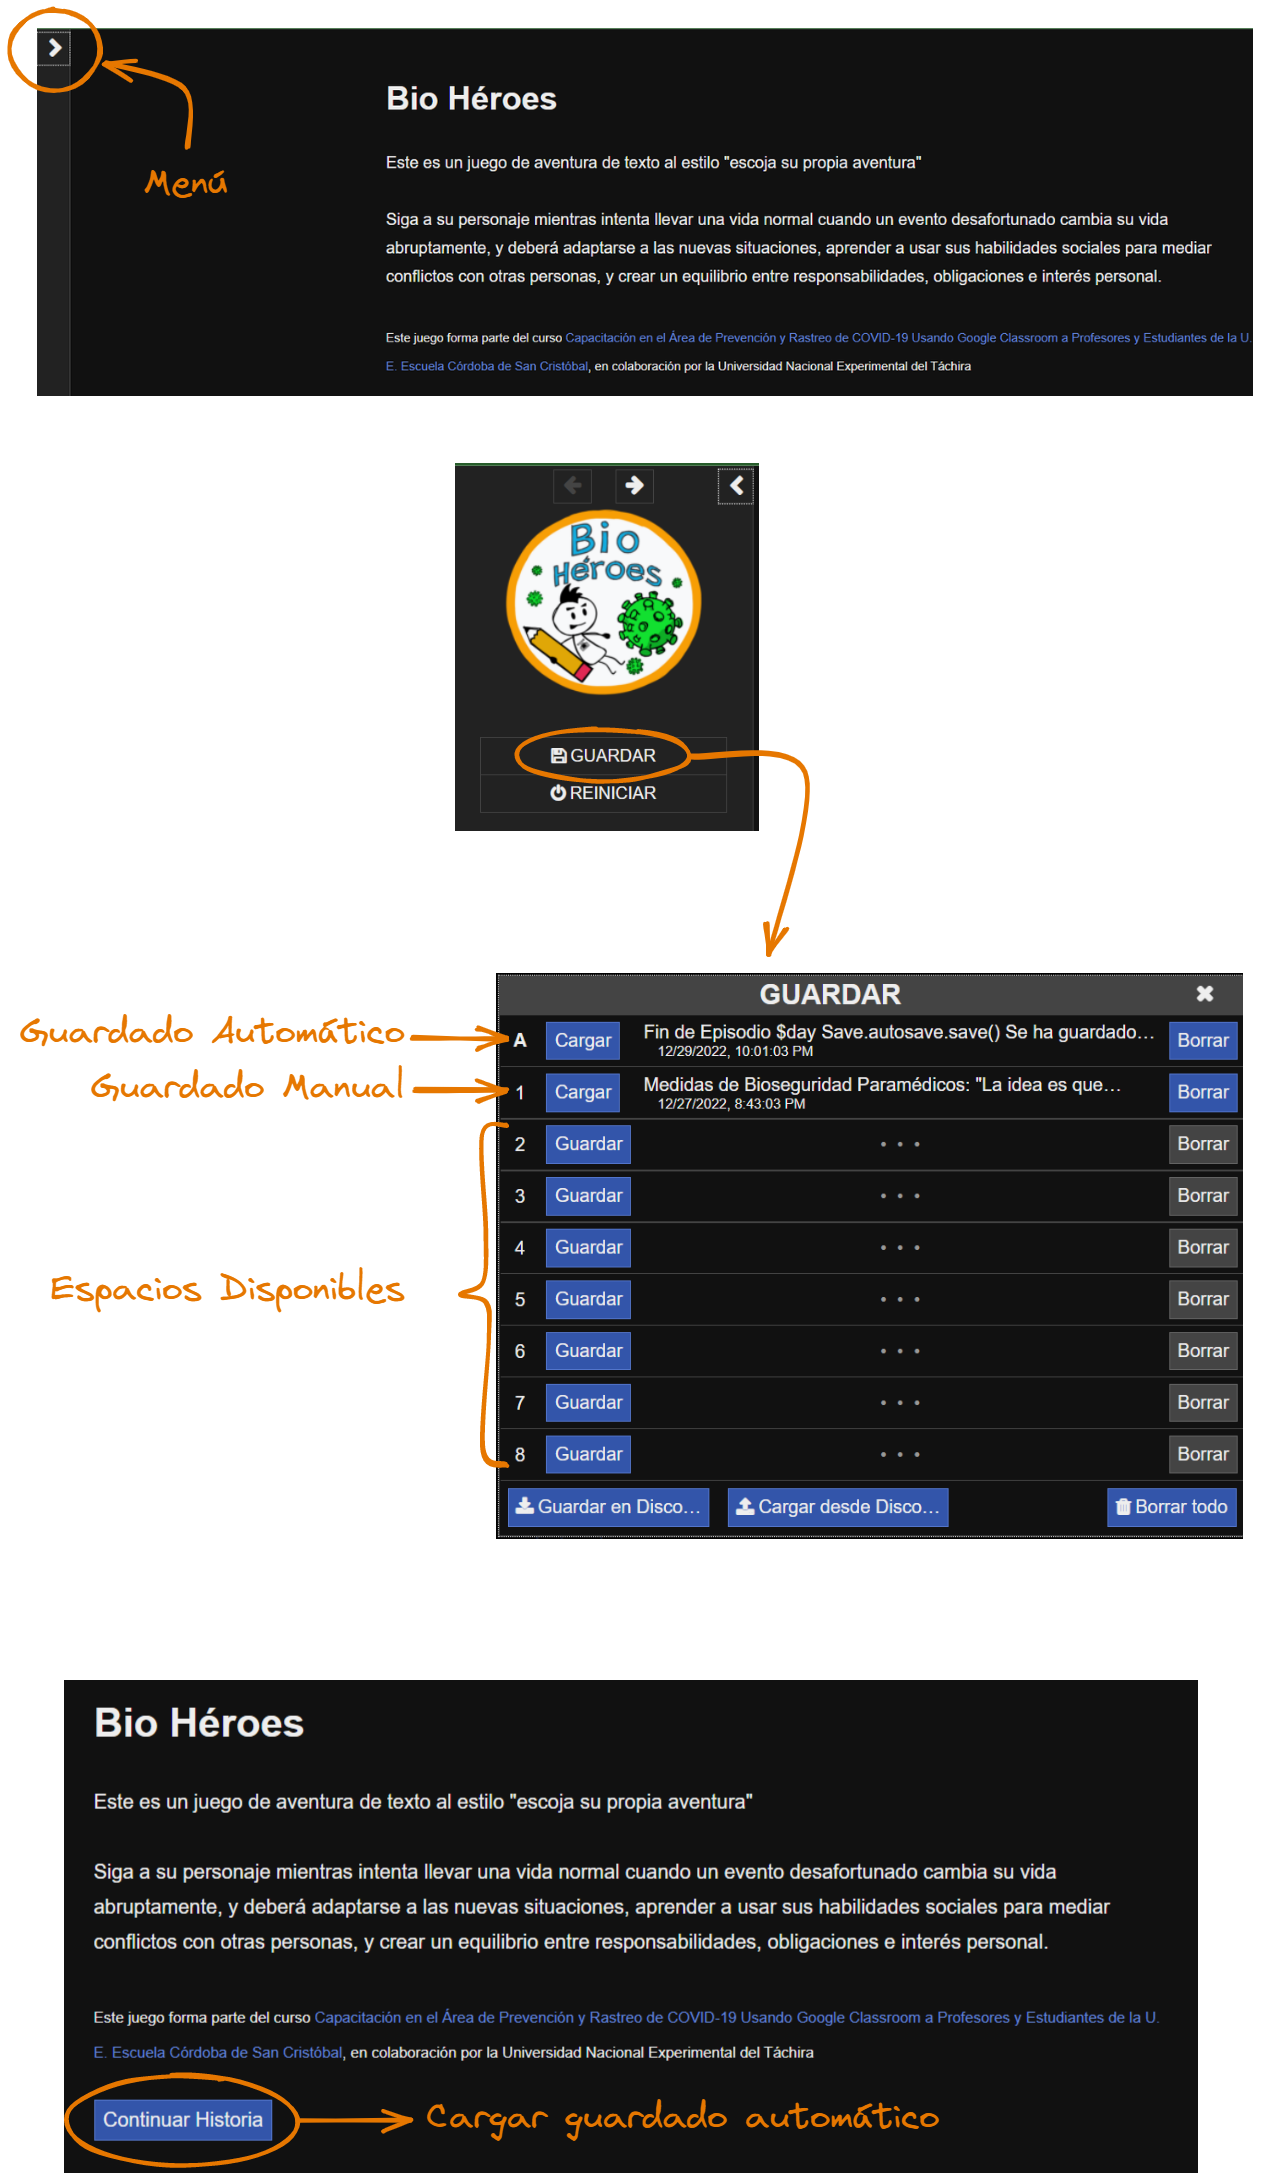 Bio Héroes
Este es un juego de aventura de texto al estilo "escoja su propia aventura"
Menú
Siga a su personaje mientras intenta llevar una vida normal cuando un evento desafortunado cambia su vida
abruptamente, y deberá adaptarse a las nuevas situaciones, aprender a usar sus habilidades sociales para mediar
conflictos con otras personas, y crear un equilibrio entre responsabilidades, obligaciones e interés personal.
Este juego forma parte del curso Capacitación en el Área de Prevención y Rastreo de COVID-19 Usando Google Classroom a Profesores y Estudiantes de la U.
E. Escuela Córdoba de San Cristóbal, en colaboración por la Universidad Nacional Experimental del Táchira
Bio
Héroes
GUARDAR
REINICIAR
GUARDAR
Guardado Automático
A Cargar Fin de Episodio $day Save.autosave.save() Se ha guardado… Borrar
12/29/2022, 10:01:03 PM
Guardado Manual
1 Cargar Medidas de Bioseguridad Paramédicos: "La idea es que… Borrar
12/27/2022, 8:43:03 PM
2 Guardar • • • Borrar
3 Guardar • • • Borrar
4 Guardar • • • Borrar
Espacios Disponibles
5 Guardar • • • Borrar
6 Guardar • • • Borrar
7 Guardar • • • Borrar
8 Guardar • • • Borrar
Guardar en Disco… Cargar desde Disco… Borrar todo
Bio Héroes
Este es un juego de aventura de texto al estilo "escoja su propia aventura"
Siga a su personaje mientras intenta llevar una vida normal cuando un evento desafortunado cambia su vida
abruptamente, y deberá adaptarse a las nuevas situaciones, aprender a usar sus habilidades sociales para mediar
conflictos con otras personas, y crear un equilibrio entre responsabilidades, obligaciones e interés personal.
Este juego forma parte del curso Capacitación en el Área de Prevención y Rastreo de COVID-19 Usando Google Classroom a Profesores y Estudiantes de la U.
E. Escuela Córdoba de San Cristóbal, en colaboración por la Universidad Nacional Experimental del Táchira
Continuar Historia
Cargar guardado automático